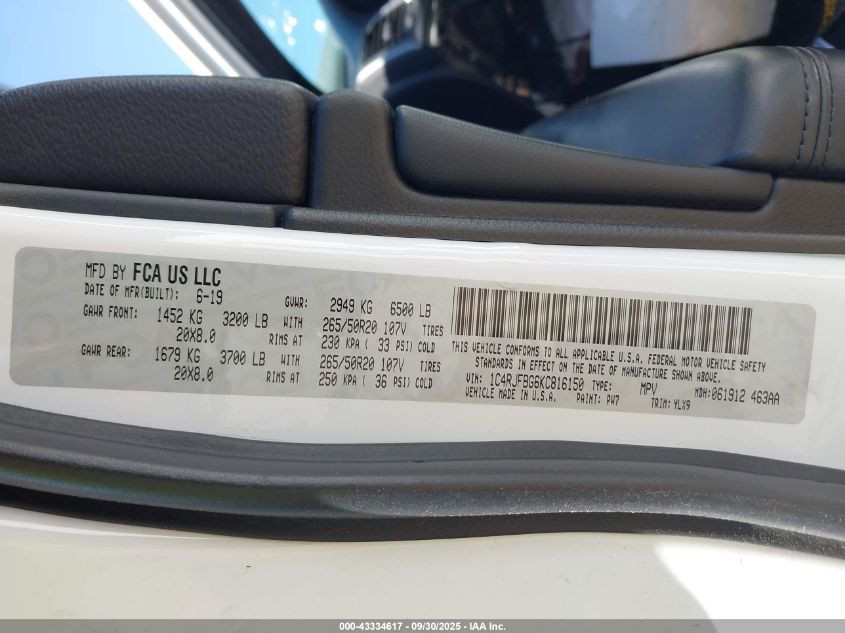 MFD BY FCA US LLC
DATE OF MFR(BUILT): 6-19 GVWR: 2949 KG 6500 LB
GAWR FRONT: 1452 KG 3200 LB WITH 265/50R20 107V TIRES
20X8.0 RIMS AT 230 KPA ( 33 PSI) COLD
GAWR REAR: 1679 KG 3700 LB WITH 265/50R20 107V TIRES
20X8.0 RIMS AT 250 KPA ( 36 PSI) COLD
THIS VEHICLE CONFORMS TO ALL APPLICABLE U.S.A. FEDERAL MOTOR VEHICLE SAFETY
STANDARDS IN EFFECT ON THE DATE OF MANUFACTURE SHOWN ABOVE.
VIN: 1C4RJFBG6KC816150 TYPE: MPV MDH:061912 463AA
VEHICLE MADE IN U.S.A. PAINT: PW7 TRIM: YLX9
000-43334617 - 09/30/2025 - IAA Inc.